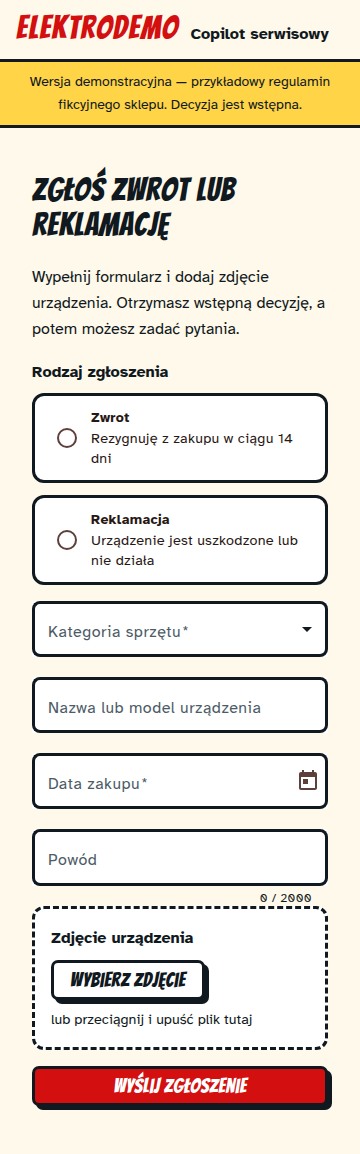 ELEKTRODEMO Copilot serwisowy
Wersja demonstracyjna — przykładowy regulamin
fikcyjnego sklepu. Decyzja jest wstępna.
ZGŁOŚ ZWROT LUB
REKLAMACJĘ
Wypełnij formularz i dodaj zdjęcie
urządzenia. Otrzymasz wstępną decyzję, a
potem możesz zadać pytania.
Rodzaj zgłoszenia
Zwrot
Rezygnuję z zakupu w ciągu 14
dni
Reklamacja
Urządzenie jest uszkodzone lub
nie działa
Kategoria sprzętu*
Nazwa lub model urządzenia
Data zakupu*
Powód
0 / 2000
Zdjęcie urządzenia
WYBIERZ ZDJĘCIE
lub przeciągnij i upuść plik tutaj
WYŚLIJ ZGŁOSZENIE